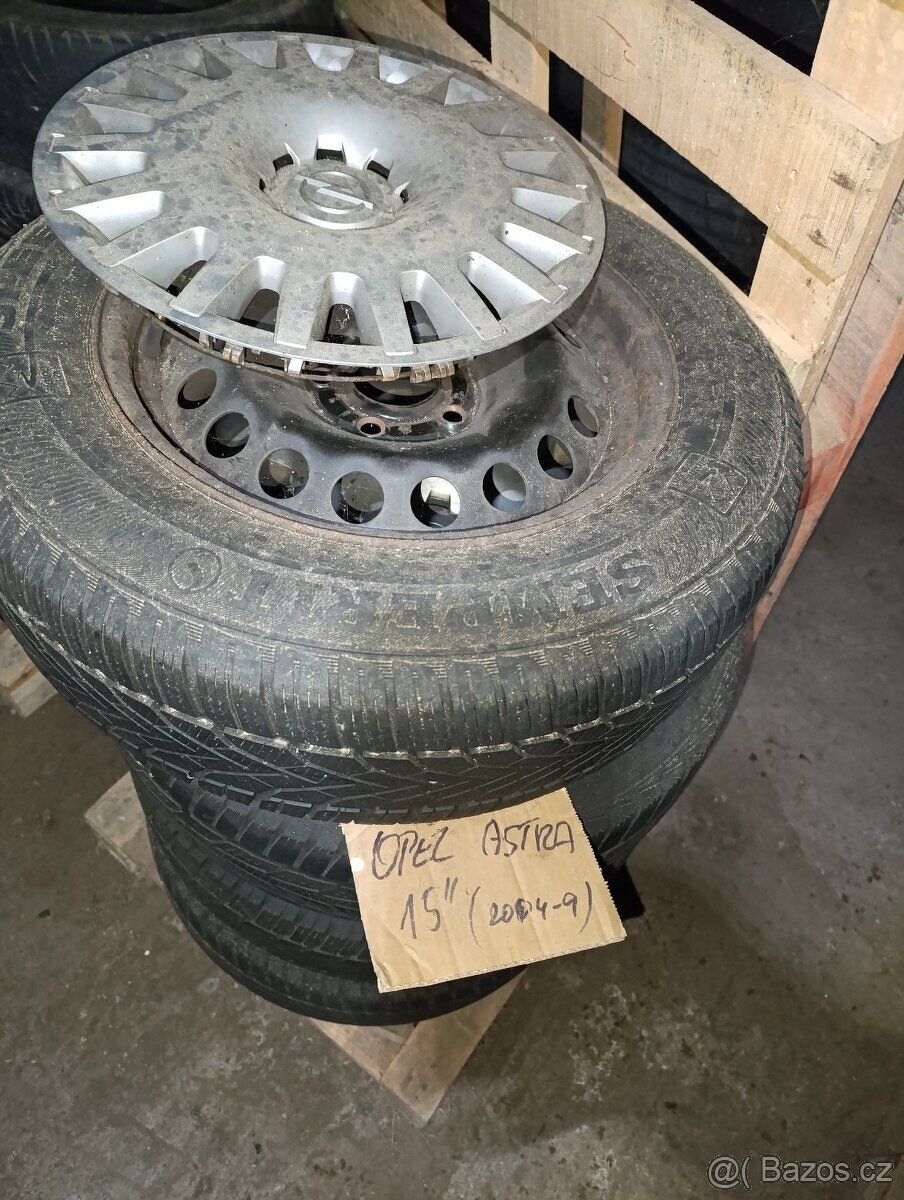 SEMPERIT
OPEL ASTRA
15" (2004-9)
@( Bazos.cz